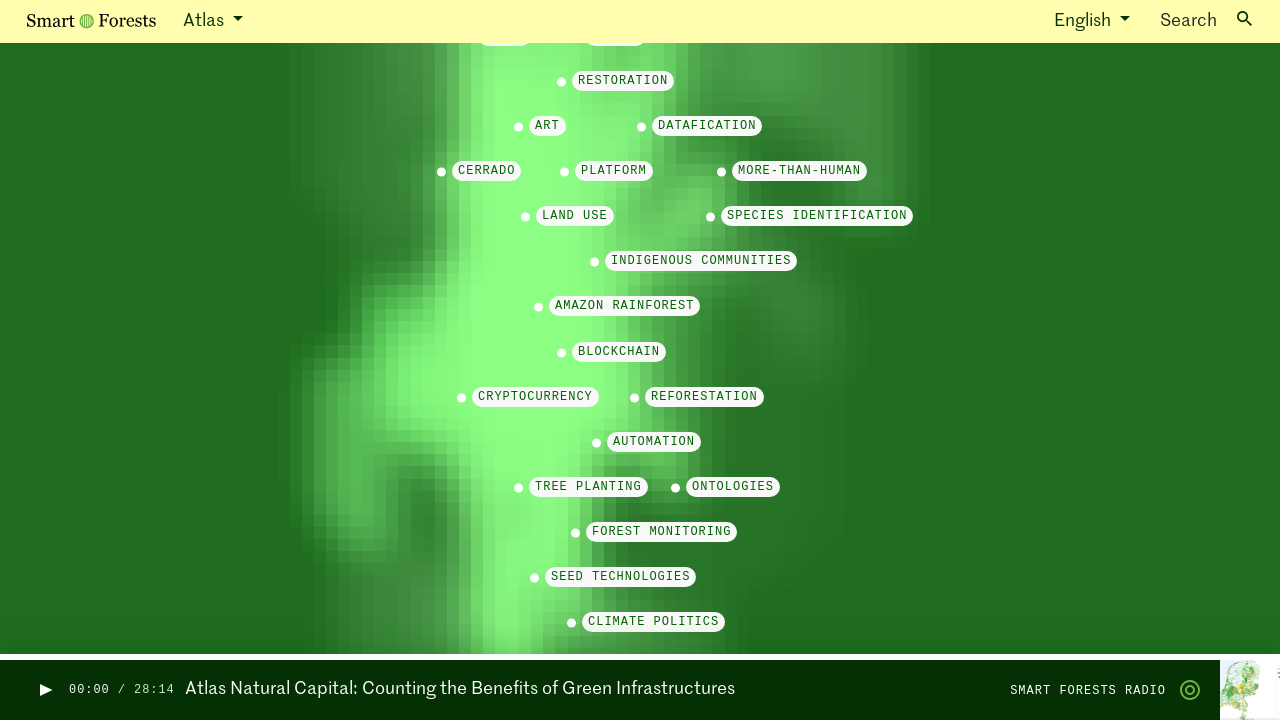 Smart Forests Atlas English Search
RESTORATION
ART DATAFICATION
CERRADO PLATFORM MORE-THAN-HUMAN
LAND USE SPECIES IDENTIFICATION
INDIGENOUS COMMUNITIES
AMAZON RAINFOREST
BLOCKCHAIN
CRYPTOCURRENCY REFORESTATION
AUTOMATION
TREE PLANTING ONTOLOGIES
FOREST MONITORING
SEED TECHNOLOGIES
CLIMATE POLITICS
00:00 / 28:14 Atlas Natural Capital: Counting the Benefits of Green Infrastructures SMART FORESTS RADIO